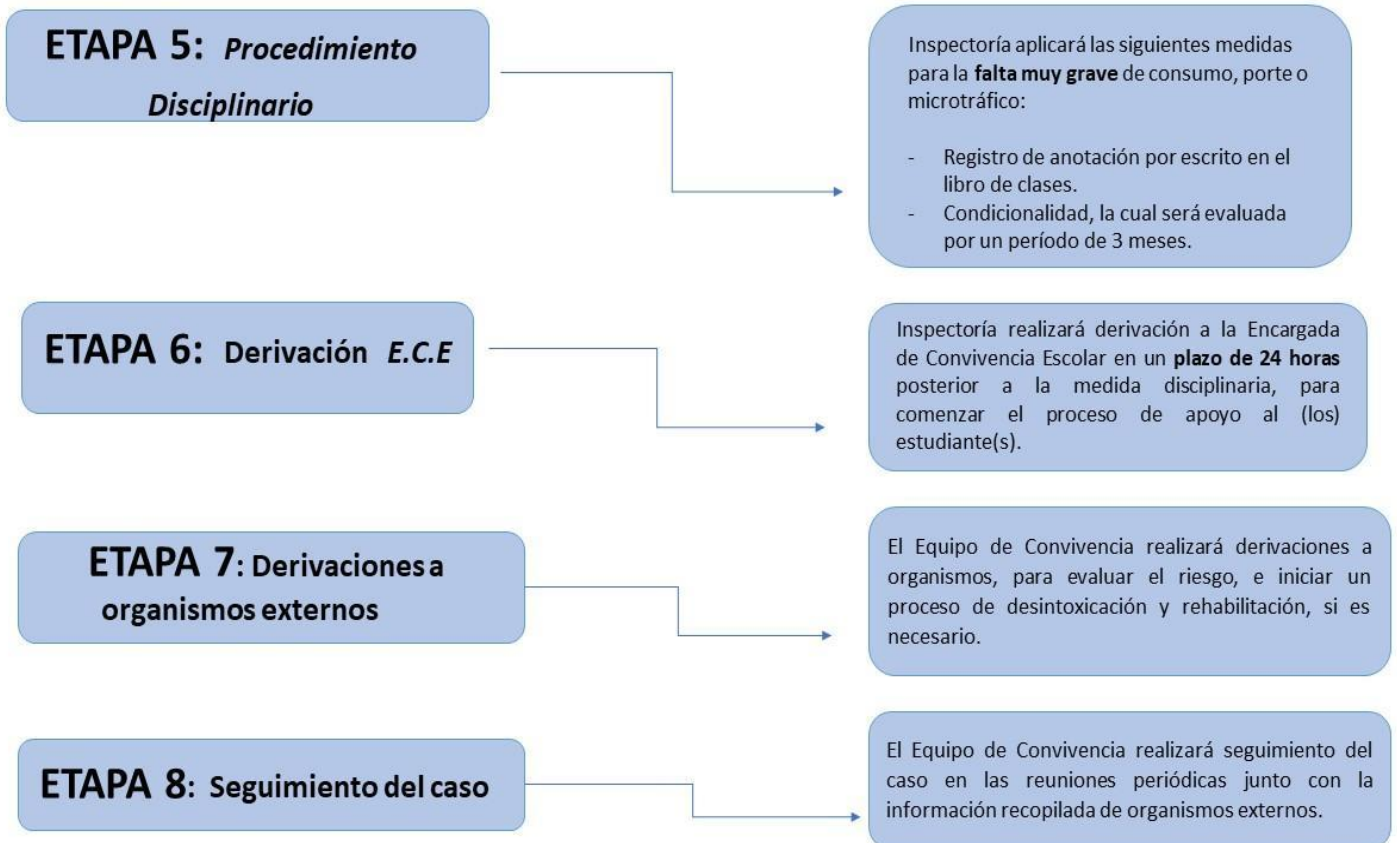 ETAPA 5: Procedimiento
Disciplinario
Inspectoría aplicará las siguientes medidas
para la falta muy grave de consumo, porte o
microtráfico:
- Registro de anotación por escrito en el
libro de clases.
- Condicionalidad, la cual será evaluada
por un período de 3 meses.
ETAPA 6: Derivación E.C.E
Inspectoría realizará derivación a la Encargada
de Convivencia Escolar en un plazo de 24 horas
posterior a la medida disciplinaria, para
comenzar el proceso de apoyo al (los)
estudiante(s).
ETAPA 7: Derivaciones a
organismos externos
El Equipo de Convivencia realizará derivaciones a
organismos, para evaluar el riesgo, e iniciar un
proceso de desintoxicación y rehabilitación, si es
necesario.
ETAPA 8: Seguimiento del caso
El Equipo de Convivencia realizará seguimiento del
caso en las reuniones periódicas junto con la
información recopilada de organismos externos.